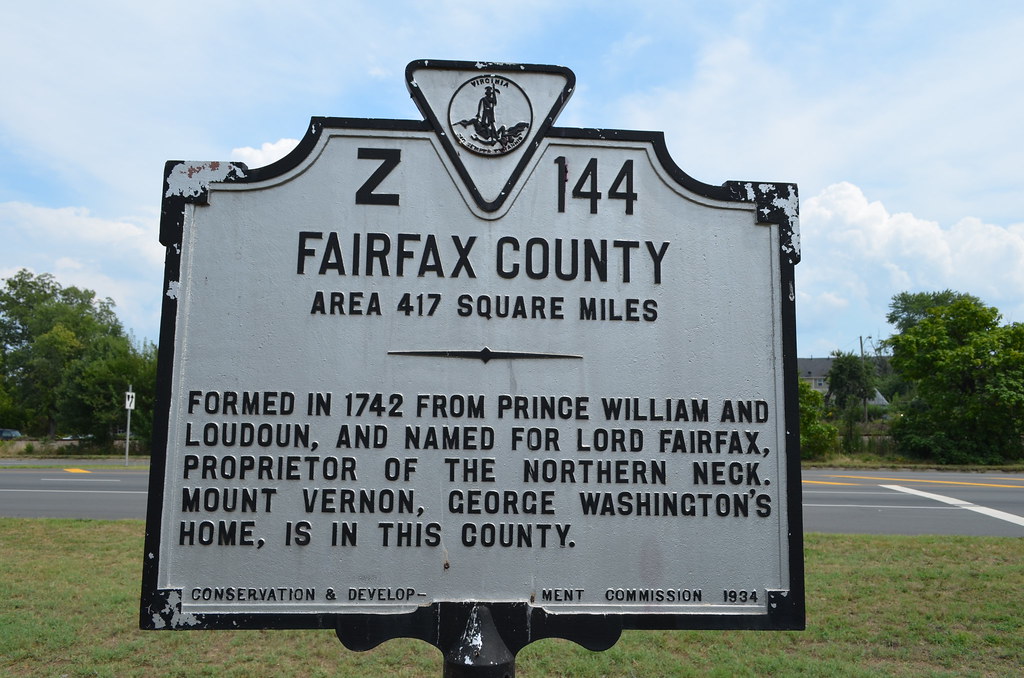 VIRGINIA
Z 144
FAIRFAX COUNTY
AREA 417 SQUARE MILES
FORMED IN 1742 FROM PRINCE WILLIAM AND
LOUDOUN, AND NAMED FOR LORD FAIRFAX,
PROPRIETOR OF THE NORTHERN NECK.
MOUNT VERNON, GEORGE WASHINGTON'S
HOME, IS IN THIS COUNTY.
CONSERVATION & DEVELOP- MENT COMMISSION 1934